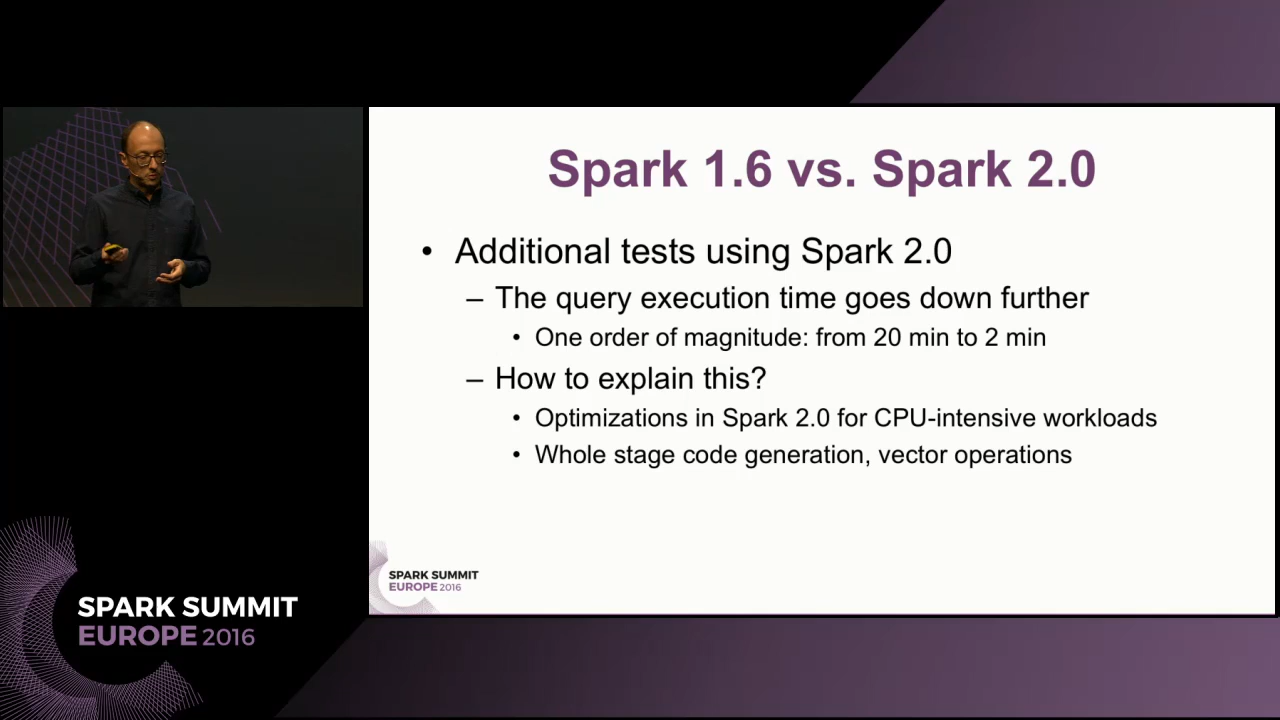 Spark 1.6 vs. Spark 2.0
• Additional tests using Spark 2.0
– The query execution time goes down further
• One order of magnitude: from 20 min to 2 min
– How to explain this?
• Optimizations in Spark 2.0 for CPU-intensive workloads
• Whole stage code generation, vector operations
SPARK SUMMIT
EUROPE 2016
SPARK SUMMIT
EUROPE 2016